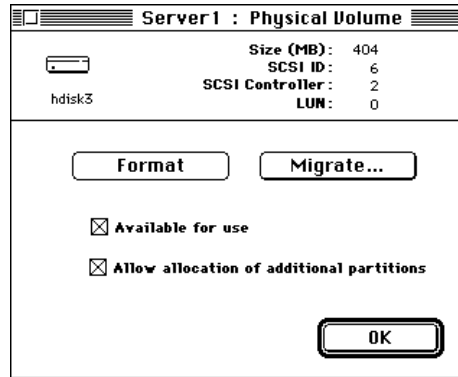 Server1 : Physical Volume
Size (MB): 404
SCSI ID: 6
SCSI Controller: 2
LUN: 0
hdisk3
Format
Migrate...
Available for use
Allow allocation of additional partitions
OK